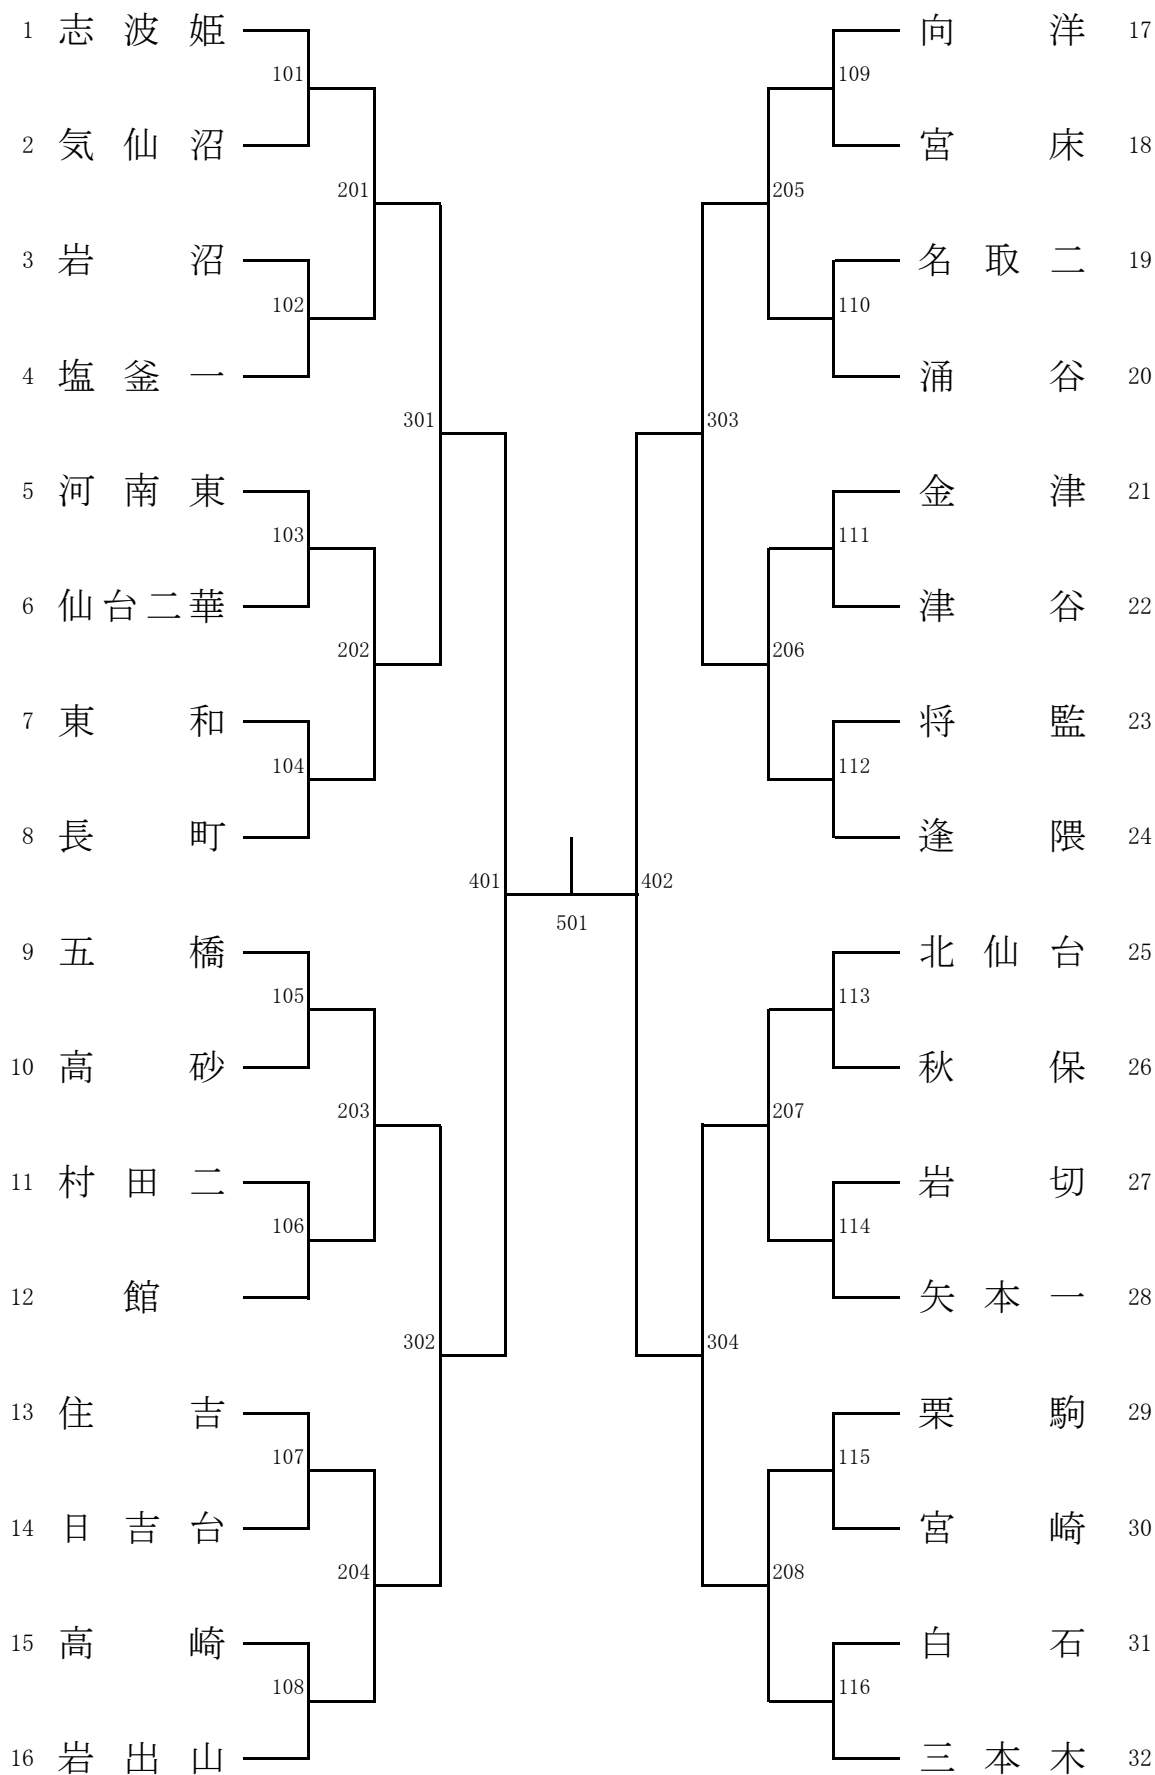 1 志波姫 向洋 17
101 109
2 気仙沼 宮床 18
201 205
3 岩沼 名取二 19
102 110
4 塩釜一 涌谷 20
301 303
5 河南東 金津 21
103 111
6 仙台二華 津谷 22
202 206
7 東和 将監 23
104 112
8 長町 逢隈 24
401 402
501
9 五橋 北仙台 25
105 113
10 高砂 秋保 26
203 207
11 村田二 岩切 27
106 114
12 館 矢本一 28
302 304
13 住吉 栗駒 29
107 115
14 日吉台 宮崎 30
204 208
15 高崎 白石 31
108 116
16 岩出山 三本木 32